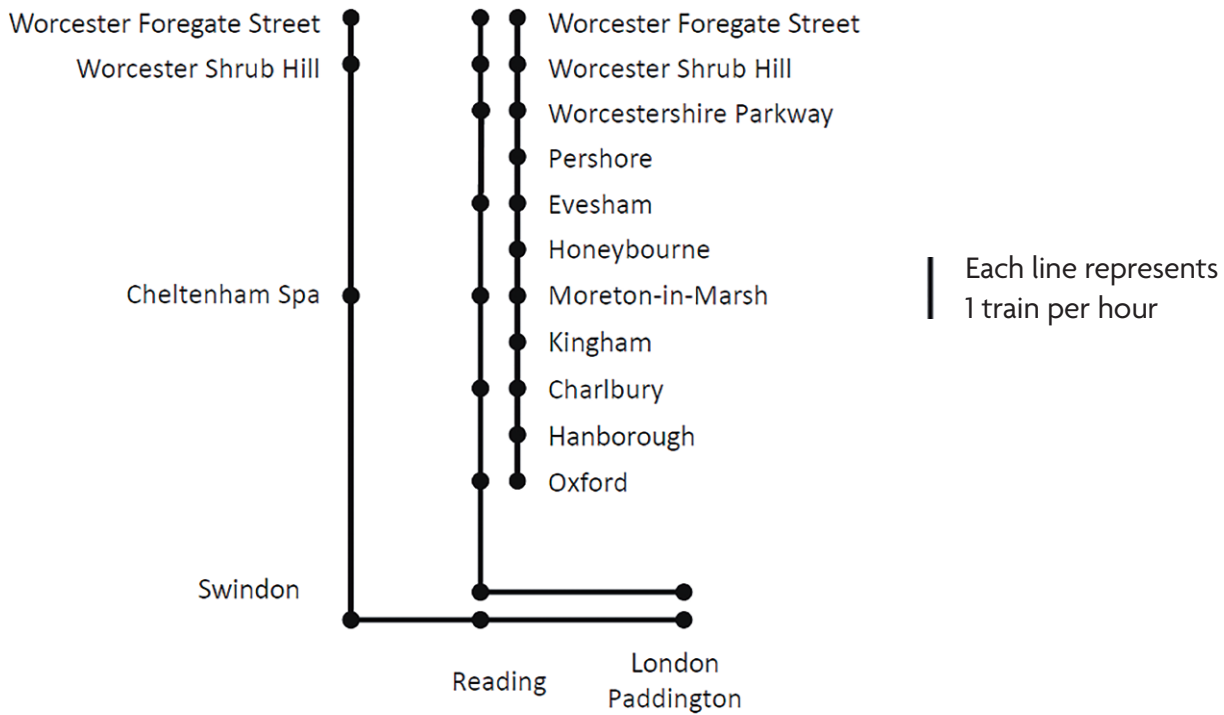 Worcester Foregate Street
Worcester Shrub Hill
Cheltenham Spa
Swindon
Worcester Foregate Street
Worcester Shrub Hill
Worcestershire Parkway
Pershore
Evesham
Honeybourne
Moreton-in-Marsh
Kingham
Charlbury
Hanborough
Oxford
Reading
London
Paddington
Each line represents
1 train per hour